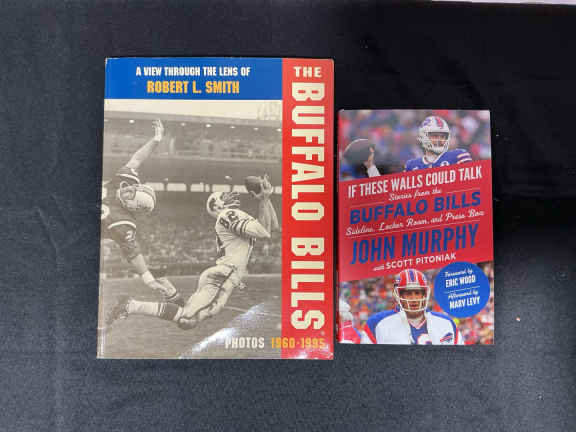 A VIEW THROUGH THE LENS OF
ROBERT L. SMITH
THE
BUFFALO BILLS
PHOTOS 1960-1995
IF THESE WALLS COULD TALK
Stories from the
BUFFALO BILLS
Sideline, Locker Room, and Press Box
JOHN MURPHY
with SCOTT PITONIAK
Foreword by
ERIC WOOD
Afterword by
MARV LEVY